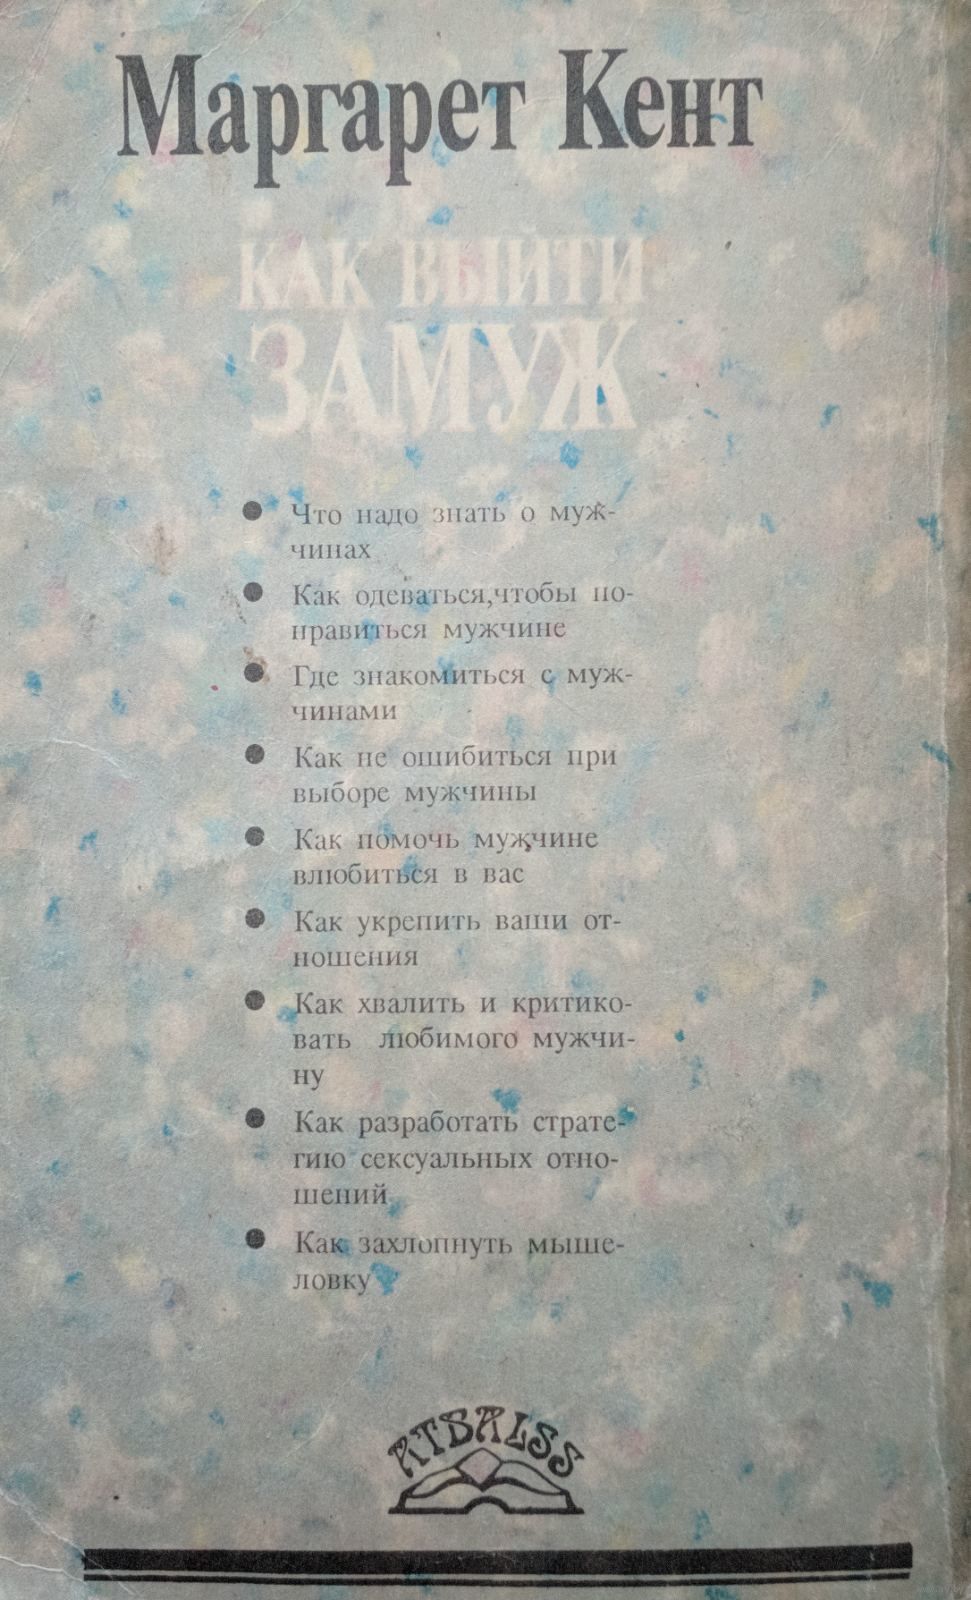 Маргарет Кент
КАК ВЫЙТИ
ЗАМУЖ
● Что надо знать о муж-
чинах
● Как одеваться,чтобы по-
нравиться мужчине
● Где знакомиться с муж-
чинами
● Как не ошибиться при
выборе мужчины
● Как помочь мужчине
влюбиться в вас
● Как укрепить ваши от-
ношения
● Как хвалить и критико-
вать любимого мужчи-
ну
● Как разработать страте-
гию сексуальных отно-
шений
● Как захлопнуть мыше-
ловку
ATBALSS